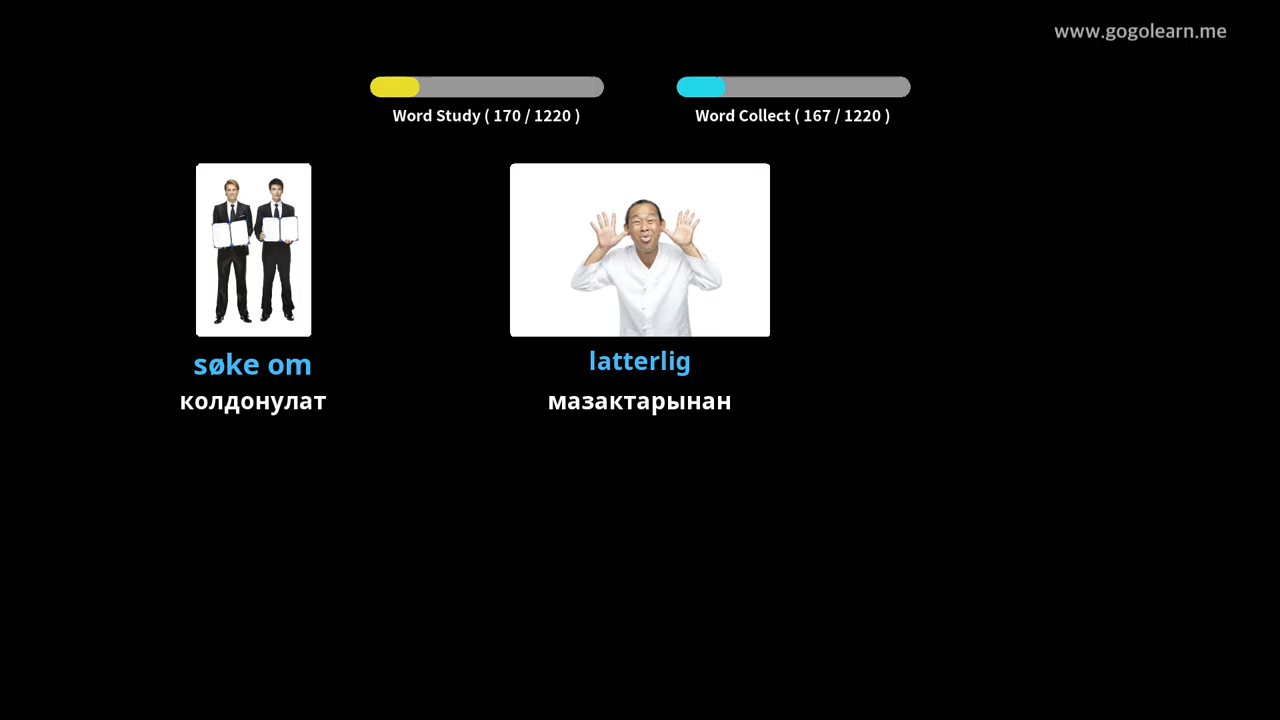 www.gogolearn.me
Word Study ( 170 / 1220 )
Word Collect ( 167 / 1220 )
søke om
latterlig
колдонулат
мазактарынан